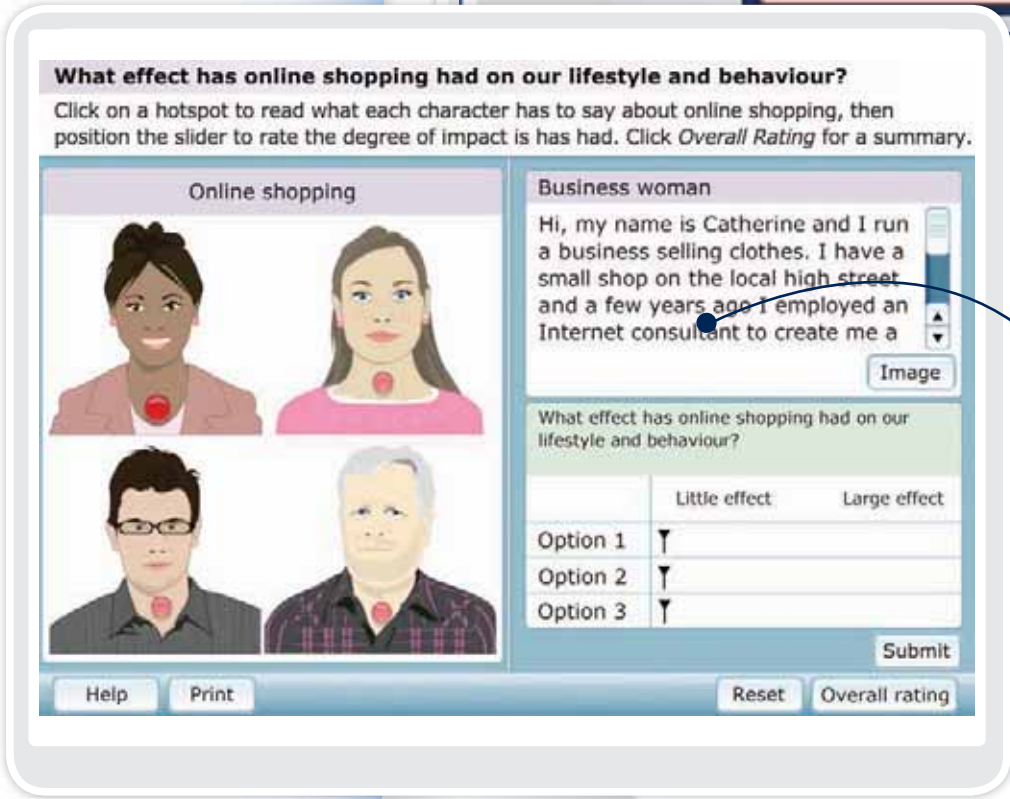 What effect has online shopping had on our lifestyle and behaviour?
Click on a hotspot to read what each character has to say about online shopping, then
position the slider to rate the degree of impact is has had. Click Overall Rating for a summary.
Online shopping
Business woman
Hi, my name is Catherine and I run
a business selling clothes. I have a
small shop on the local high street
and a few years ago I employed an
Internet consultant to create me a
Image
What effect has online shopping had on our
lifestyle and behaviour?
Little effect Large effect
Option 1
Option 2
Option 3
Submit
Help Print Reset Overall rating